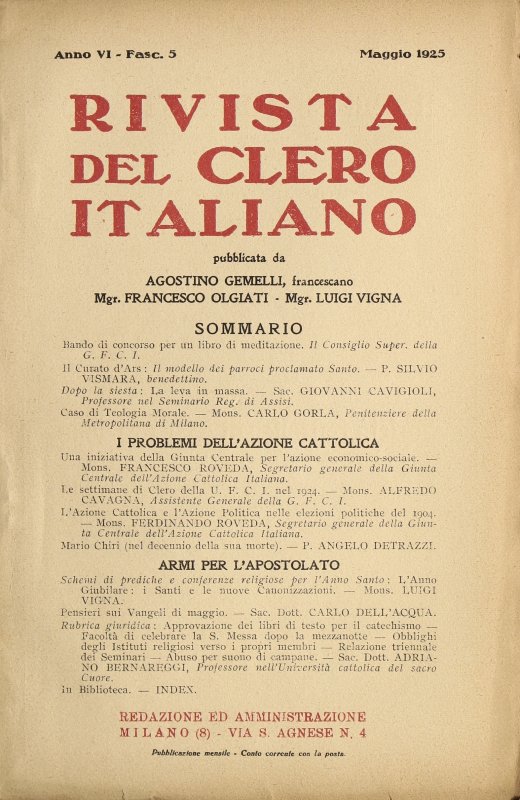 Anno VI - Fasc. 5 Maggio 1925
RIVISTA
DEL CLERO
ITALIANO
pubblicata da
AGOSTINO GEMELLI, francescano
Mgr. FRANCESCO OLGIATI - Mgr. LUIGI VIGNA
SOMMARIO
Bando di concorso per un libro di meditazione. Il Consiglio Super. della
G. F. C. I.
Il Curato d'Ars : Il modello dei parroci proclamato Santo. — P. SILVIO
VISMARA, benedettino.
Dopo la siesta : La leva in massa. — Sac. GIOVANNI CAVIGIOLI,
Professore nel Seminario Reg. di Assisi.
Caso di Teologia Morale. — Mons. CARLO GORLA, Penitenziere della
Metropolitana di Milano.
I PROBLEMI DELL'AZIONE CATTOLICA
Una iniziativa della Giunta Centrale per l'azione economico-sociale. —
Mons. FRANCESCO ROVEDA, Segretario generale della Giunta
Centrale dell'Azione Cattolica Italiana.
Le settimane di Clero della U. F. C. I. nel 1924. — Mons. ALFREDO
CAVAGNA, Assistente Generale della G. F. C. I.
L'Azione Cattolica e l'Azione Politica nelle elezioni politiche del 1904.
— Mons. FERDINANDO ROVEDA, Segretario generale della Giun-
ta Centrale dell'Azione Cattolica Italiana.
Mario Chiri (nel decennio della sua morte). — P. ANGELO DETRAZZI.
ARMI PER L'APOSTOLATO
Schemi di prediche e conferenze religiose per l'Anno Santo : L'Anno
Giubilare : i Santi e le nuove Canonizzazioni. — Mons. LUIGI
VIGNA.
Pensieri sui Vangeli di maggio. — Sac. Dott. CARLO DELL'ACQUA.
Rubrica giuridica : Approvazione dei libri di testo per il catechismo —
Facoltà di celebrare la S. Messa dopo la mezzanotte — Obblighi
degli Istituti religiosi verso i propri membri — Relazione triennale
dei Seminari — Abuso per suono di campane. — Sac. Dott. ADRIA-
NO BERNAREGGI, Professore nell'Università cattolica del sacro
Cuore.
In Biblioteca. — INDEX.
REDAZIONE ED AMMINISTRAZIONE
MILANO (8) - VIA S. AGNESE N. 4
Pubblicazione mensile - Conto corrente con la posta.